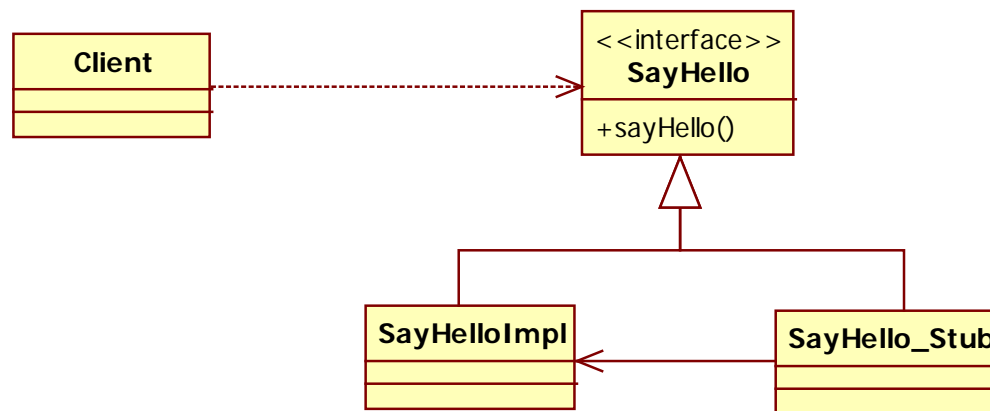 Client
<<interface>>
SayHello
+sayHello()
SayHelloImpl
SayHello_Stub